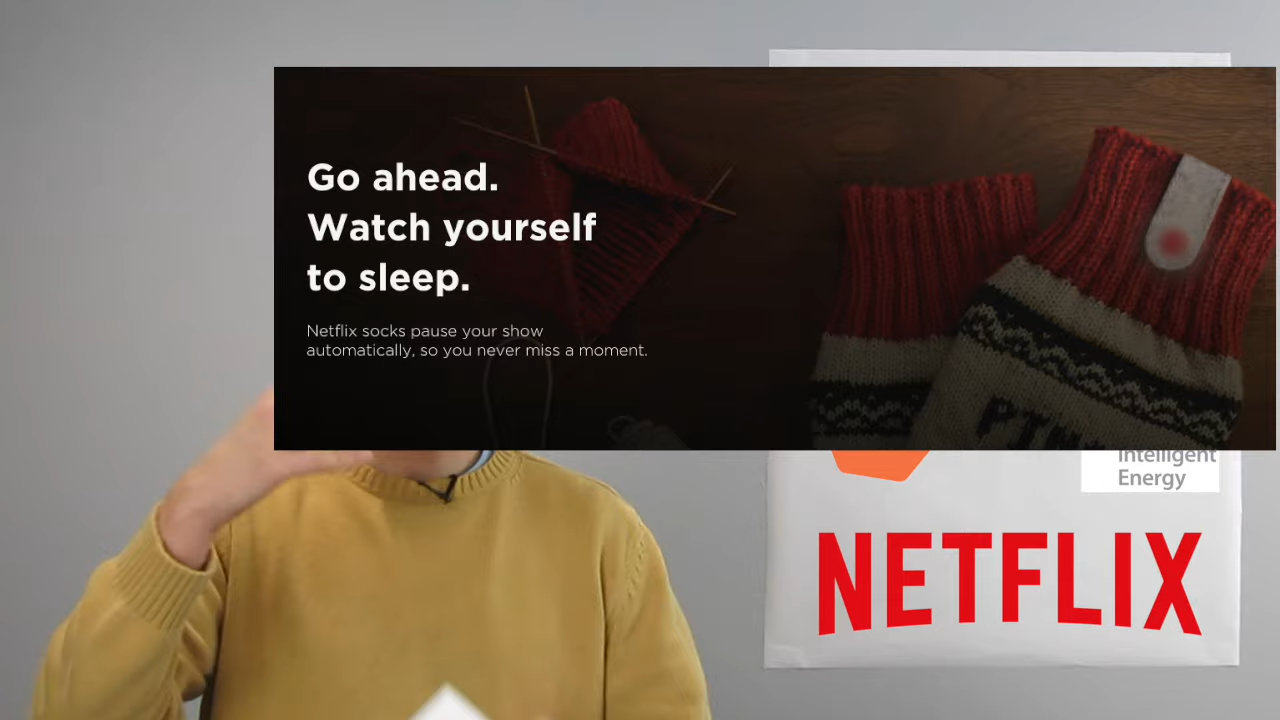 Go ahead.
Watch yourself
to sleep.
Netflix socks pause your show
automatically, so you never miss a moment.
Intelligent
Energy
NETFLIX